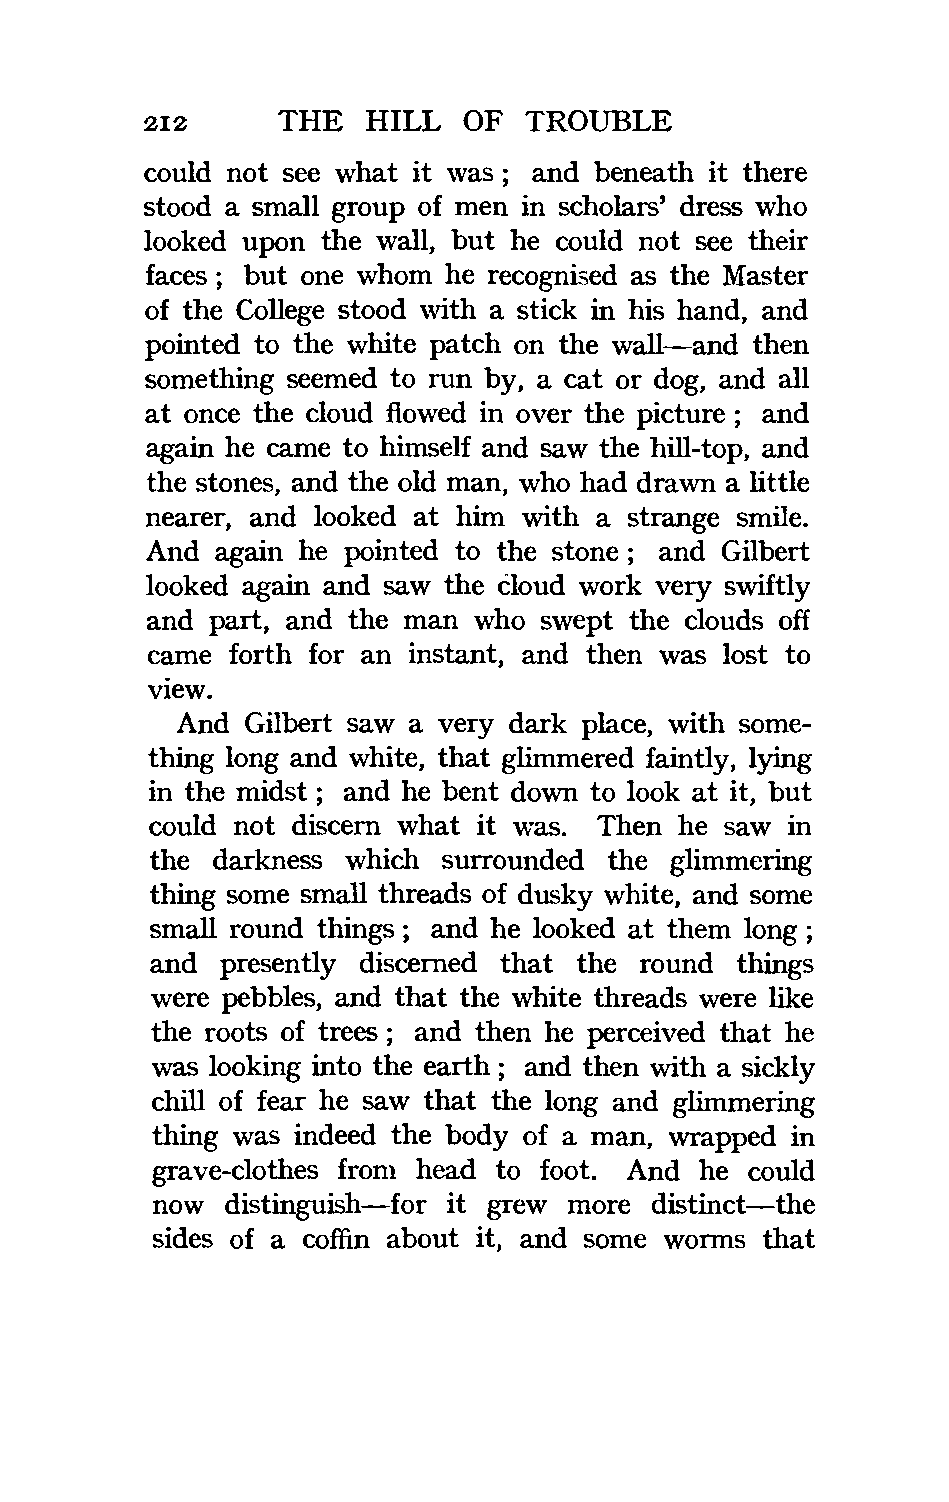 212 THE HILL OF TROUBLE
could not see what it was ; and beneath it there
stood a small group of men in scholars’ dress who
looked upon the wall, but he could not see their
faces ; but one whom he recognised as the Master
of the College stood with a stick in his hand, and
pointed to the white patch on the wall—and then
something seemed to run by, a cat or dog, and all
at once the cloud flowed in over the picture ; and
again he came to himself and saw the hill-top, and
the stones, and the old man, who had drawn a little
nearer, and looked at him with a strange smile.
And again he pointed to the stone ; and Gilbert
looked again and saw the cloud work very swiftly
and part, and the man who swept the clouds off
came forth for an instant, and then was lost to
view.
And Gilbert saw a very dark place, with some-
thing long and white, that glimmered faintly, lying
in the midst ; and he bent down to look at it, but
could not discern what it was. Then he saw in
the darkness which surrounded the glimmering
thing some small threads of dusky white, and some
small round things ; and he looked at them long ;
and presently discerned that the round things
were pebbles, and that the white threads were like
the roots of trees ; and then he perceived that he
was looking into the earth ; and then with a sickly
chill of fear he saw that the long and glimmering
thing was indeed the body of a man, wrapped in
grave-clothes from head to foot. And he could
now distinguish—for it grew more distinct—the
sides of a coffin about it, and some worms that